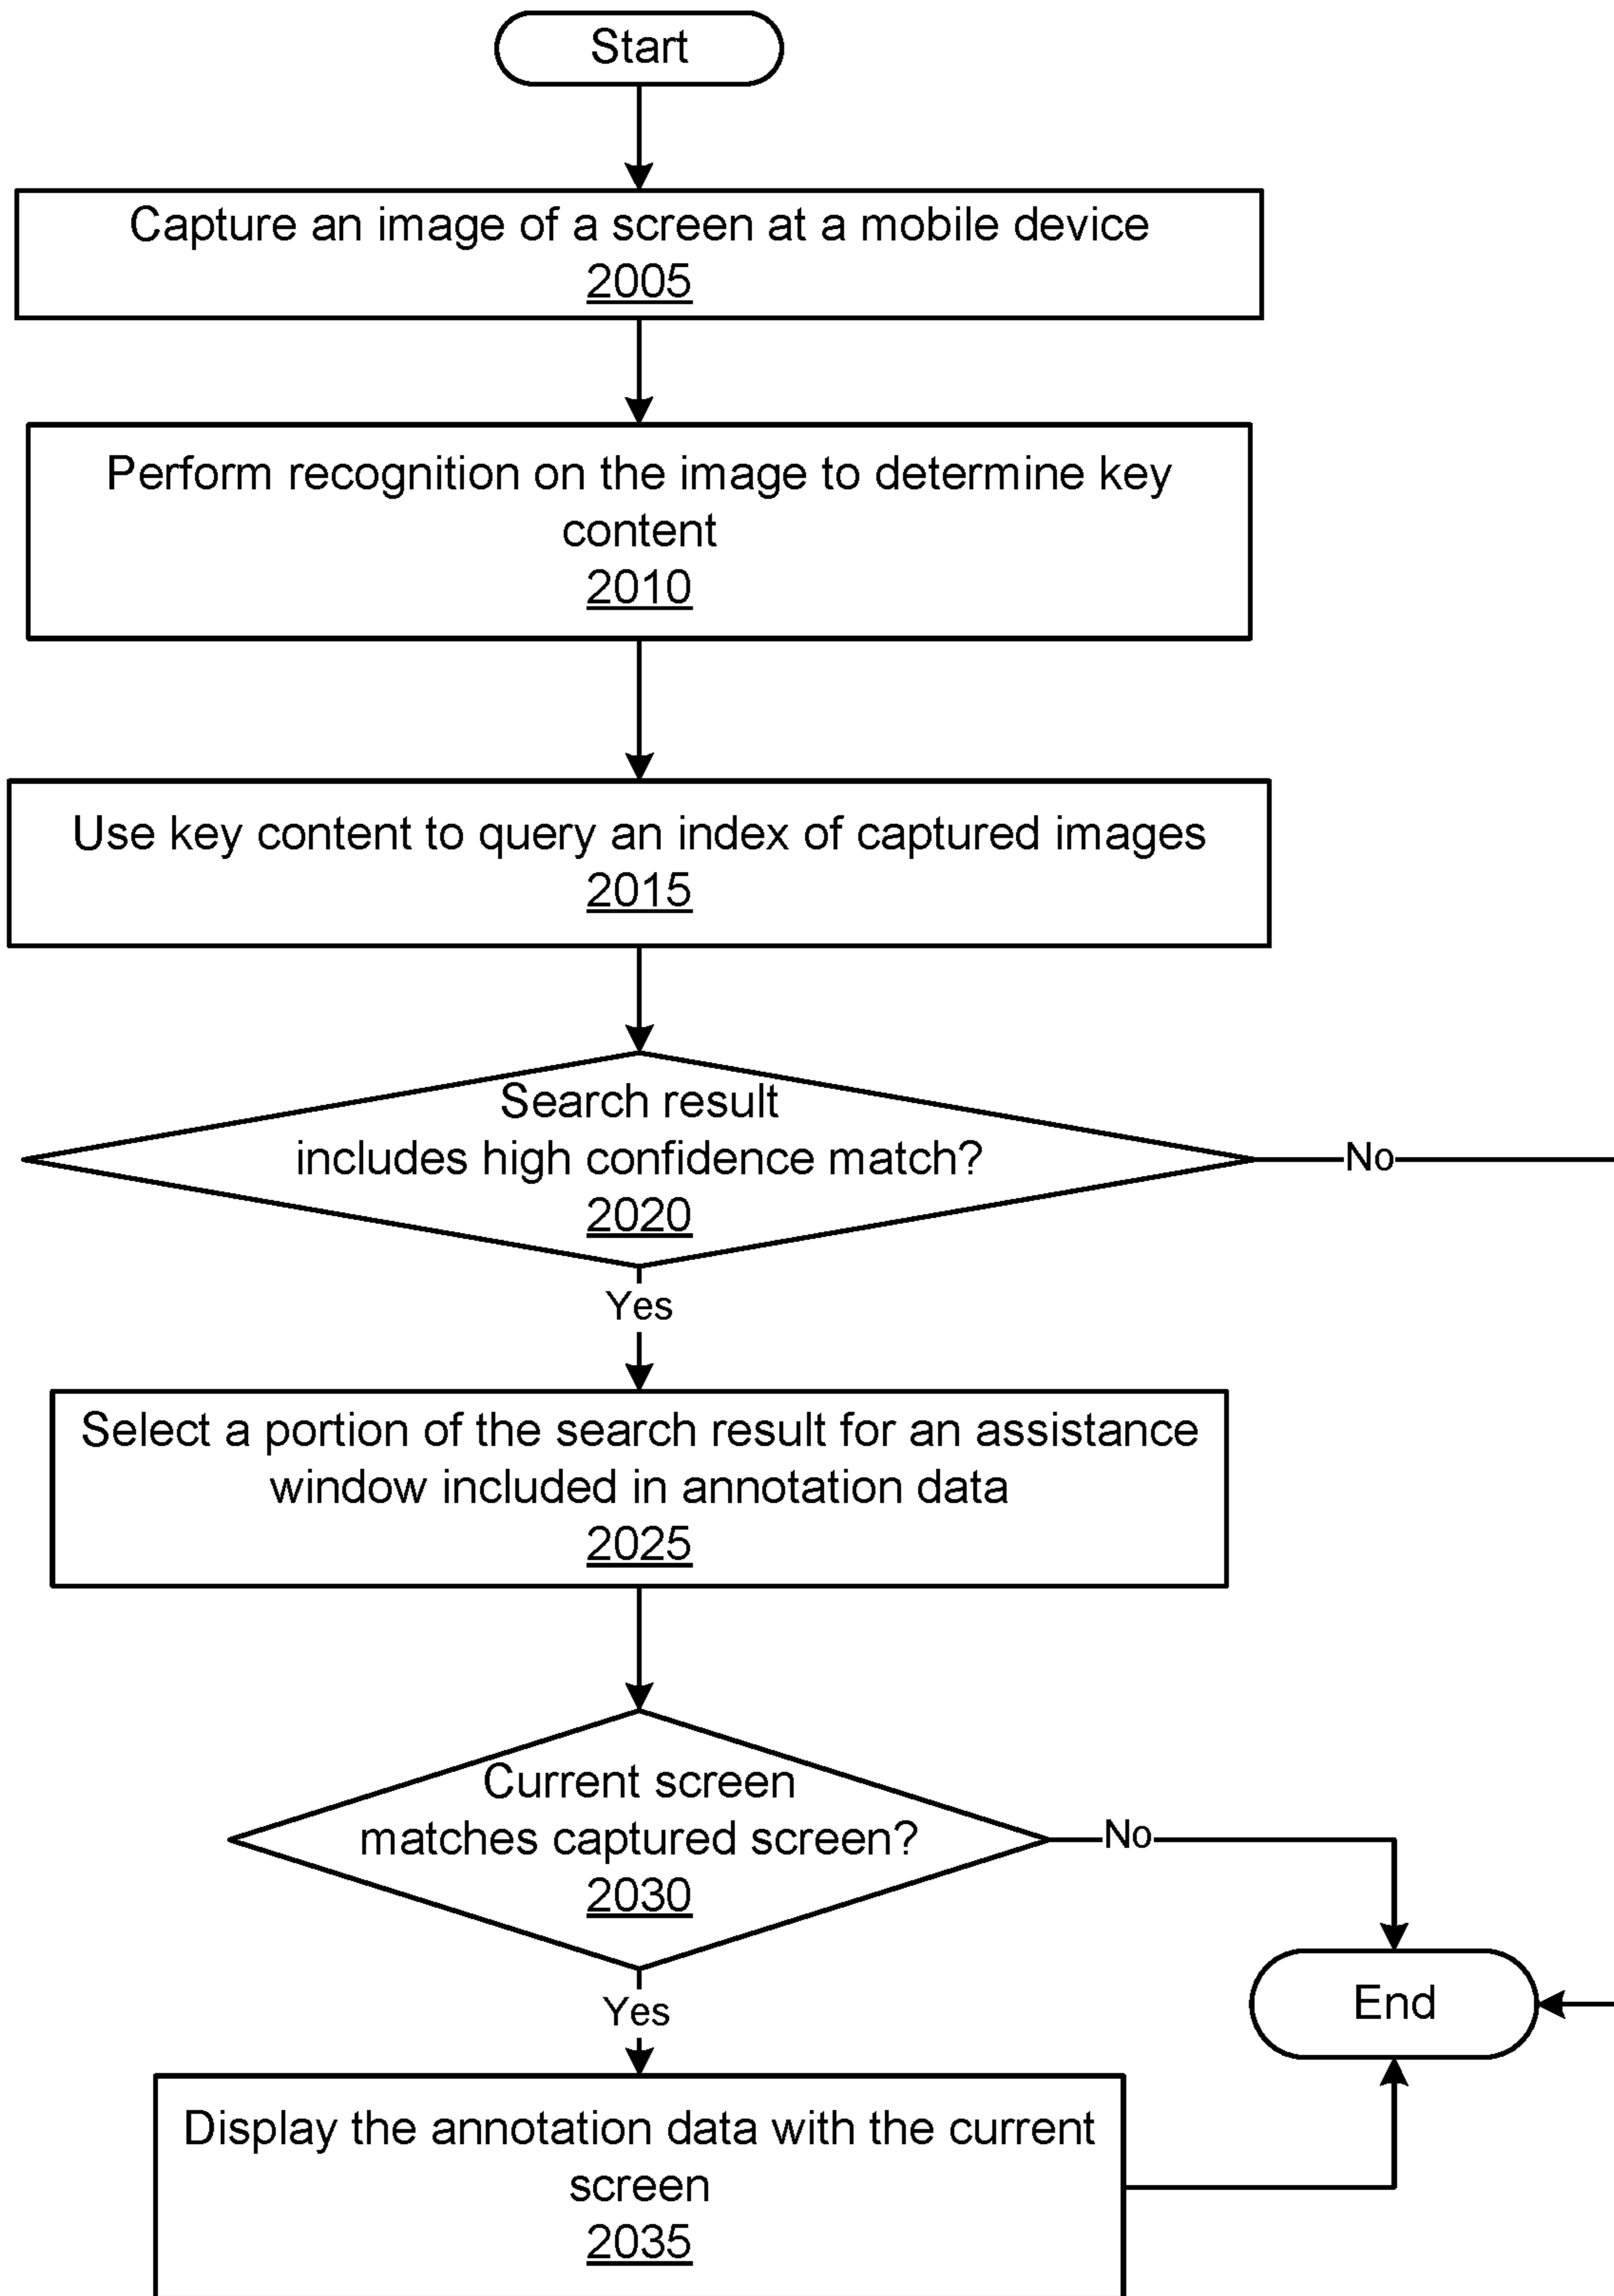 Start
Capture an image of a screen at a mobile device
2005
Perform recognition on the image to determine key
content
2010
Use key content to query an index of captured images
2015
Search result
includes high confidence match?
2020
No
Yes
Select a portion of the search result for an assistance
window included in annotation data
2025
Current screen
matches captured screen?
2030
No
Yes
End
Display the annotation data with the current
screen
2035